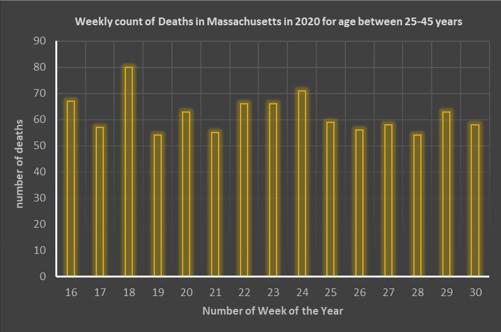 Weekly count of Deaths in Massachusetts in 2020 for age between 25-45 years
90
80
70
60
50
40
30
20
10
0
number of deaths
16 17 18 19 20 21 22 23 24 25 26 27 28 29 30
Number of Week of the Year